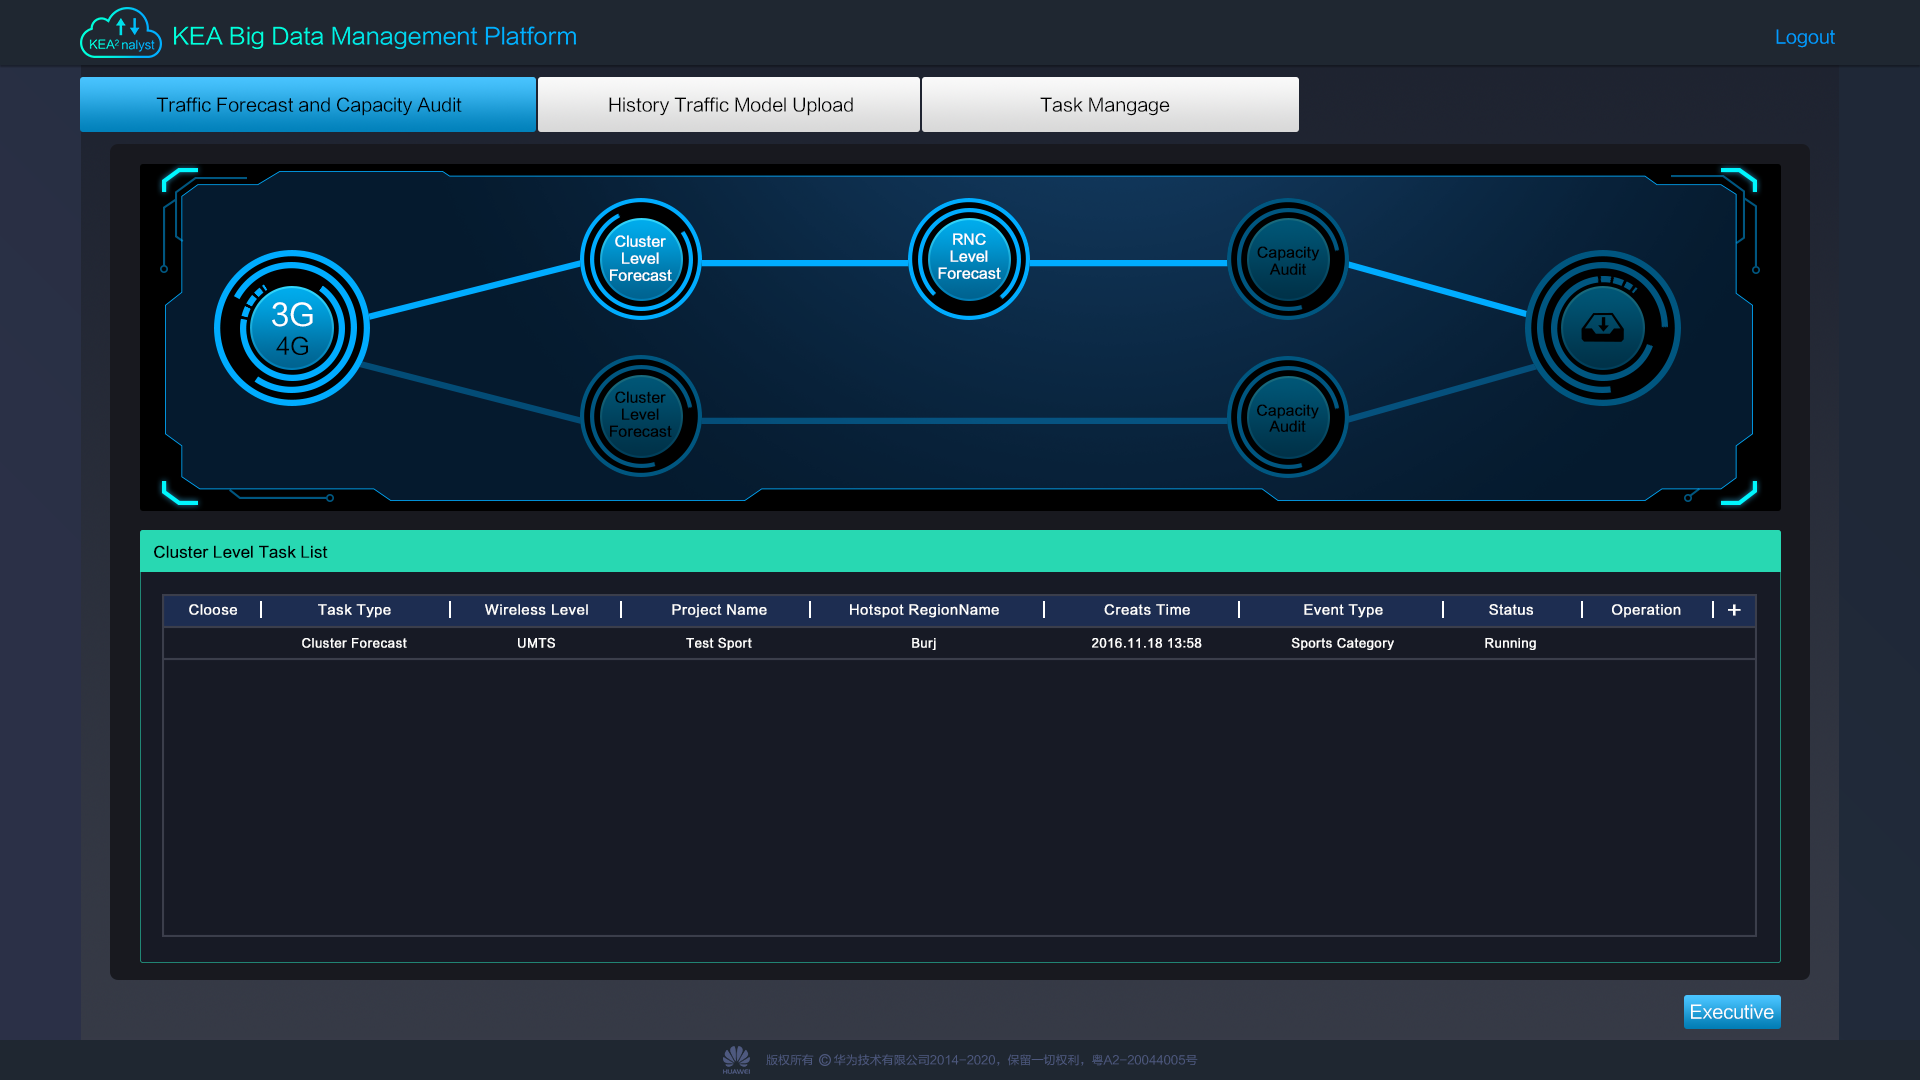 KEA² nalyst
KEA Big Data Management Platform
Logout
Traffic Forecast and Capacity Audit
History Traffic Model Upload
Task Mangage
3G
4G
Cluster
Level
Forecast
RNC
Level
Forecast
Capacity
Audit
Cluster
Level
Forecast
Capacity
Audit
Cluster Level Task List
Cloose Task Type Wireless Level Project Name Hotspot RegionName Creats Time Event Type Status Operation +
Cluster Forecast UMTS Test Sport Burj 2016.11.18 13:58 Sports Category Running
Executive
HUAWEI
版权所有 © 华为技术有限公司2014-2020，保留一切权利，粤A2-20044005号